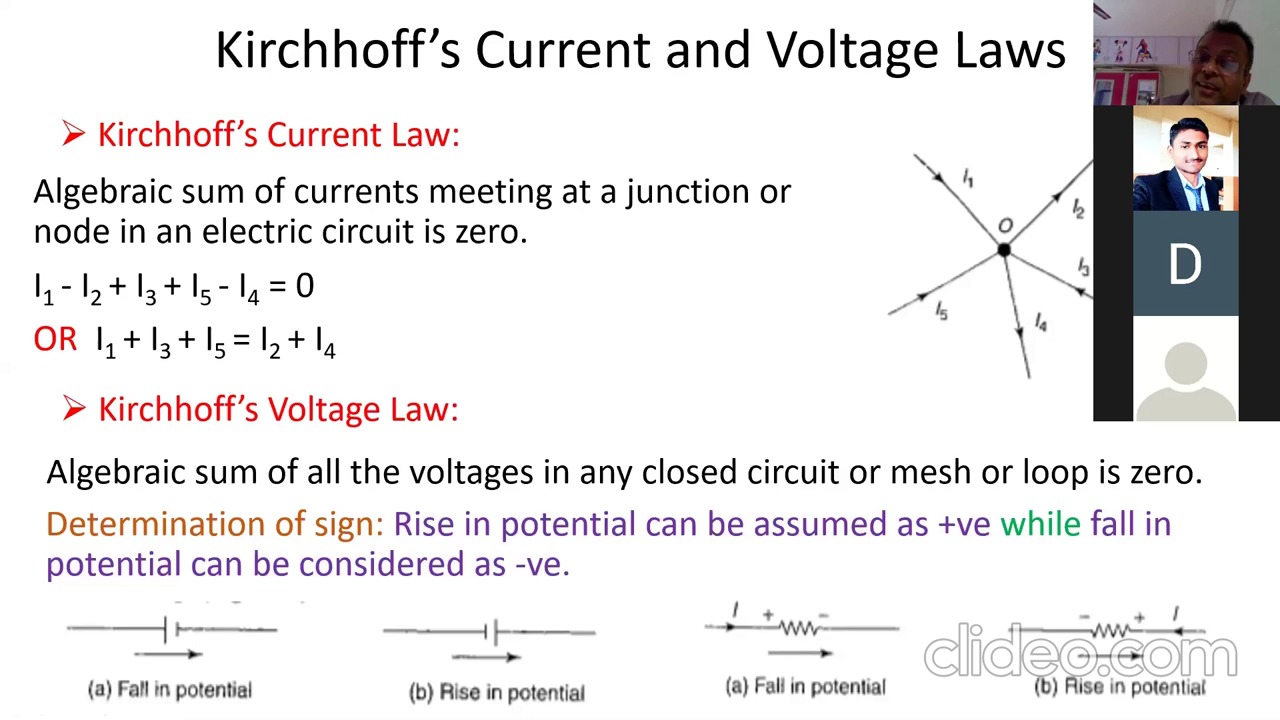 Kirchhoff’s Current and Voltage Laws
➢ Kirchhoff’s Current Law:
Algebraic sum of currents meeting at a junction or
node in an electric circuit is zero.
I₁ - I₂ + I₃ + I₅ - I₄ = 0
OR I₁ + I₃ + I₅ = I₂ + I₄
I₁
O
I₂
I₃
I₅
I₄
D
➢ Kirchhoff’s Voltage Law:
Algebraic sum of all the voltages in any closed circuit or mesh or loop is zero.
Determination of sign: Rise in potential can be assumed as +ve while fall in
potential can be considered as -ve.
I + -
- + I
(a) Fall in potential
(b) Rise in potential
(a) Fall in potential
(b) Rise in potential
clideo.com